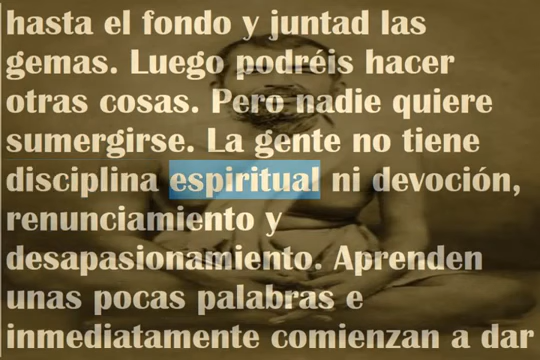 hasta el fondo y juntad las
gemas. Luego podréis hacer
otras cosas. Pero nadie quiere
sumergirse. La gente no tiene
disciplina espiritual ni devoción,
renunciamiento y
desapasionamiento. Aprenden
unas pocas palabras e
inmediatamente comienzan a dar